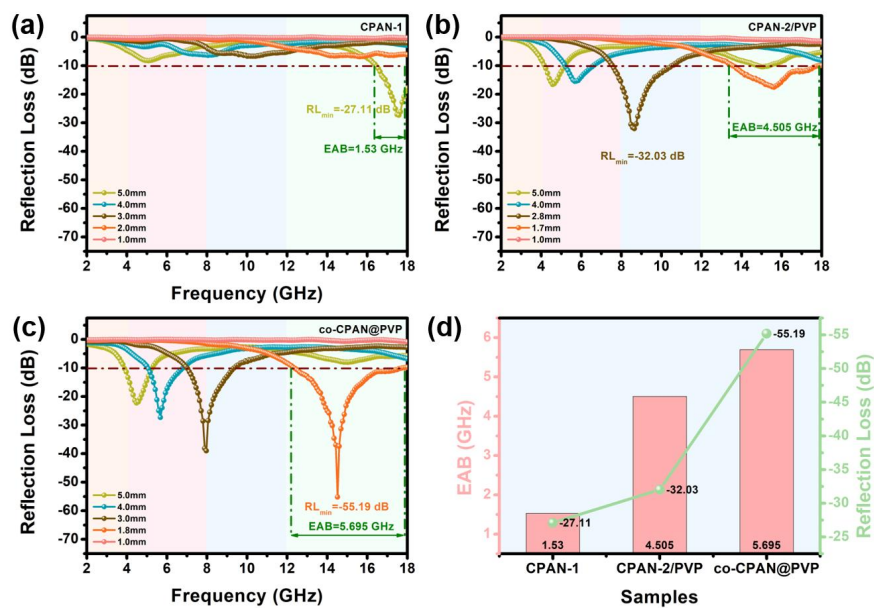 (a)
CPAN-1
10
0
-10
-20
-30
-40
-50
-60
-70
Reflection Loss (dB)
RLmin=-27.11 dB
EAB=1.53 GHz
5.0mm
4.0mm
3.0mm
2.0mm
1.0mm
2 4 6 8 10 12 14 16 18
Frequency (GHz)
(b)
CPAN-2/PVP
10
0
-10
-20
-30
-40
-50
-60
-70
Reflection Loss (dB)
EAB=4.505 GHz
RLmin=-32.03 dB
5.0mm
4.0mm
2.8mm
1.7mm
1.0mm
2 4 6 8 10 12 14 16 18
Frequency (GHz)
(c)
co-CPAN@PVP
10
0
-10
-20
-30
-40
-50
-60
-70
Reflection Loss (dB)
RLmin=-55.19 dB
EAB=5.695 GHz
5.0mm
4.0mm
3.0mm
1.8mm
1.0mm
2 4 6 8 10 12 14 16 18
Frequency (GHz)
(d)
6
5
4
3
2
1
EAB (GHz)
-55.19
-32.03
-27.11
1.53 4.505 5.695
CPAN-1 CPAN-2/PVP co-CPAN@PVP
Samples
-55
-50
-45
-40
-35
-30
-25
Reflection Loss (dB)